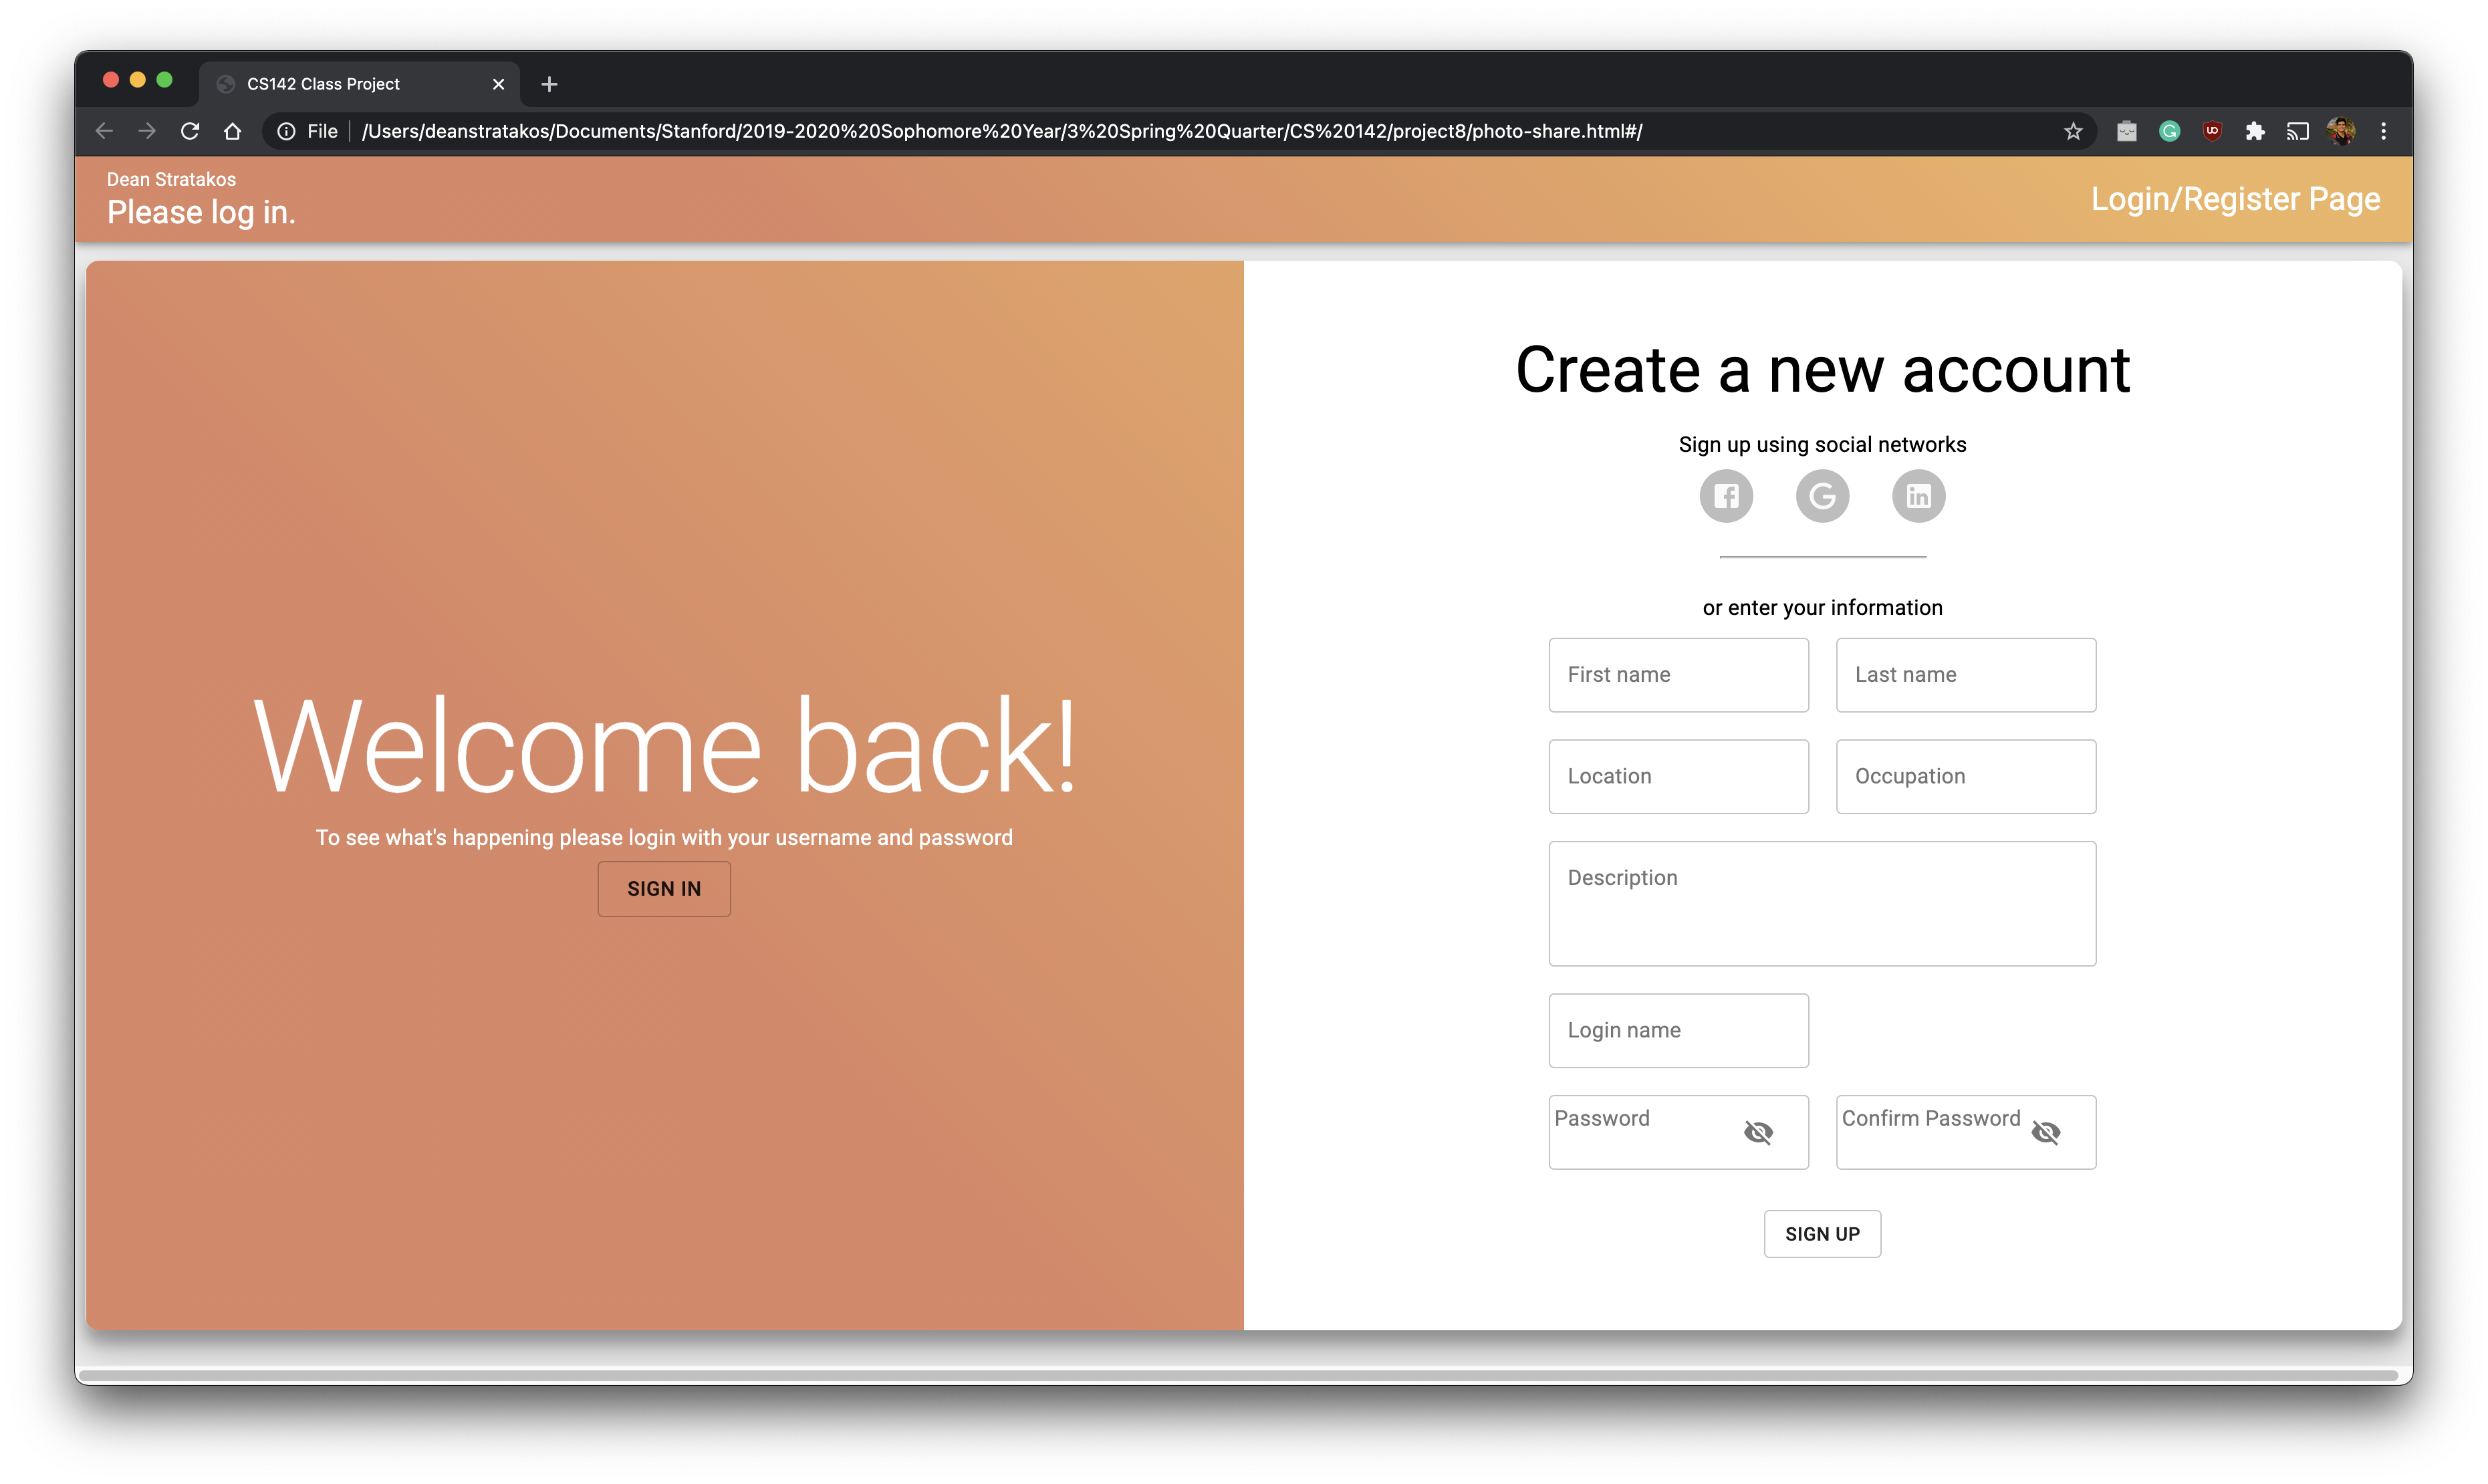 CS142 Class Project
File
/Users/deanstratakos/Documents/Stanford/2019-2020%20Sophomore%20Year/3%20Spring%20Quarter/CS%20142/project8/photo-share.html#/
Dean Stratakos
Please log in.
Login/Register Page
Welcome back!
To see what's happening please login with your username and password
SIGN IN
Create a new account
Sign up using social networks
or enter your information
First name
Last name
Location
Occupation
Description
Login name
Password
Confirm Password
SIGN UP